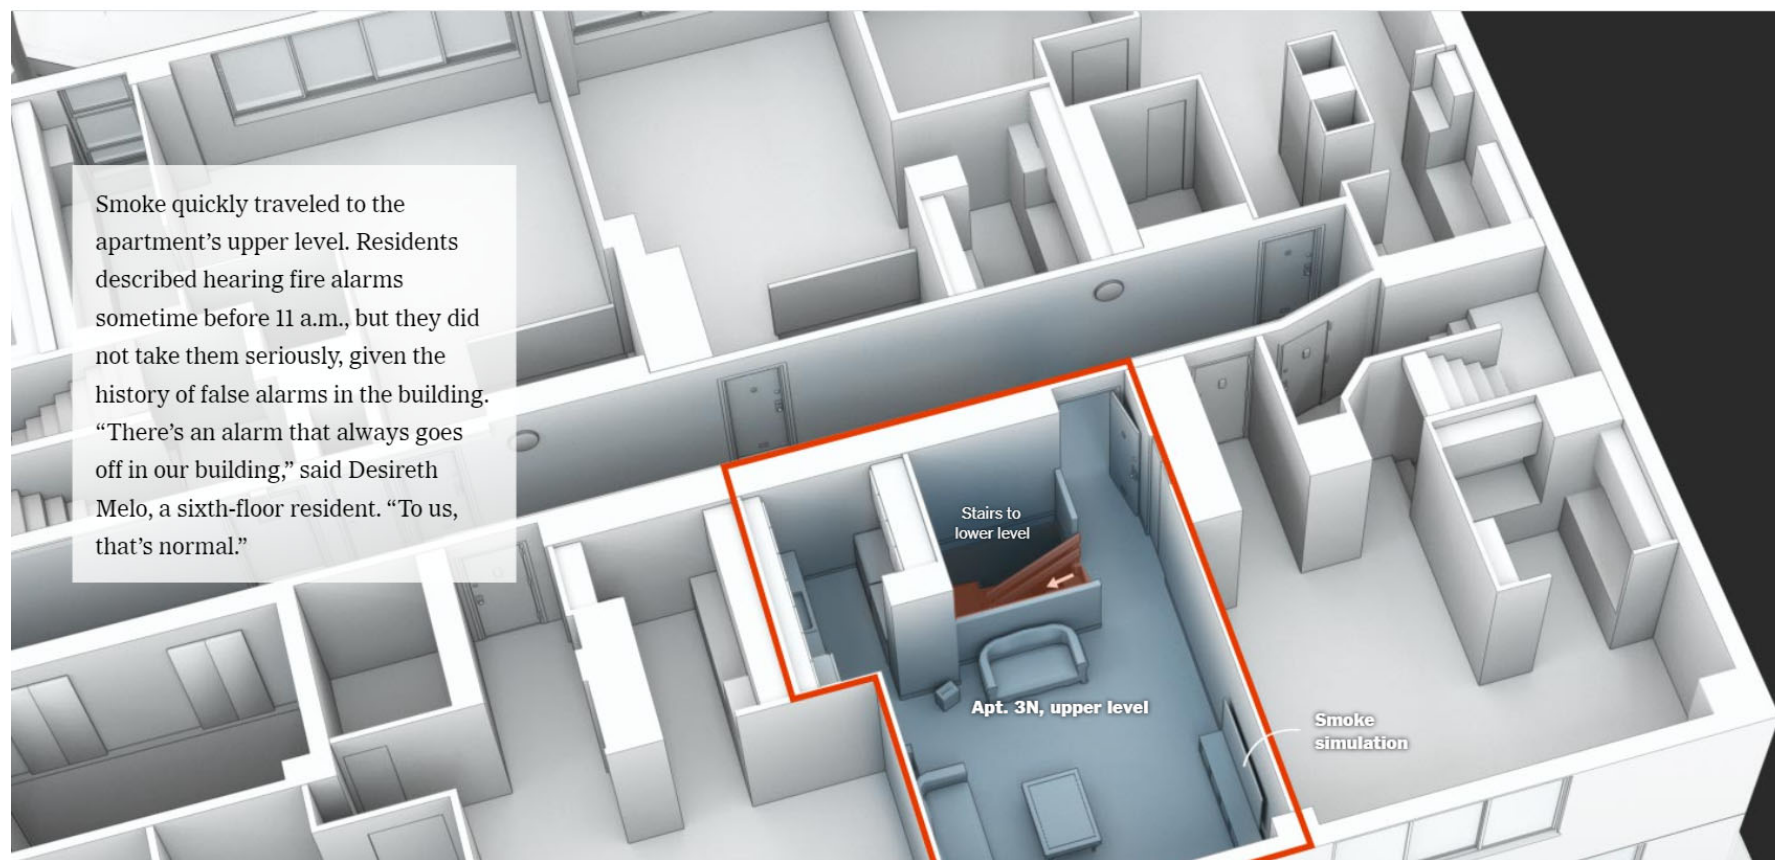 Smoke quickly traveled to the
apartment’s upper level. Residents
described hearing fire alarms
sometime before 11 a.m., but they did
not take them seriously, given the
history of false alarms in the building.
“There’s an alarm that always goes
off in our building,” said Desireth
Melo, a sixth-floor resident. “To us,
that’s normal.”
Stairs to
lower level
Apt. 3N, upper level
Smoke
simulation